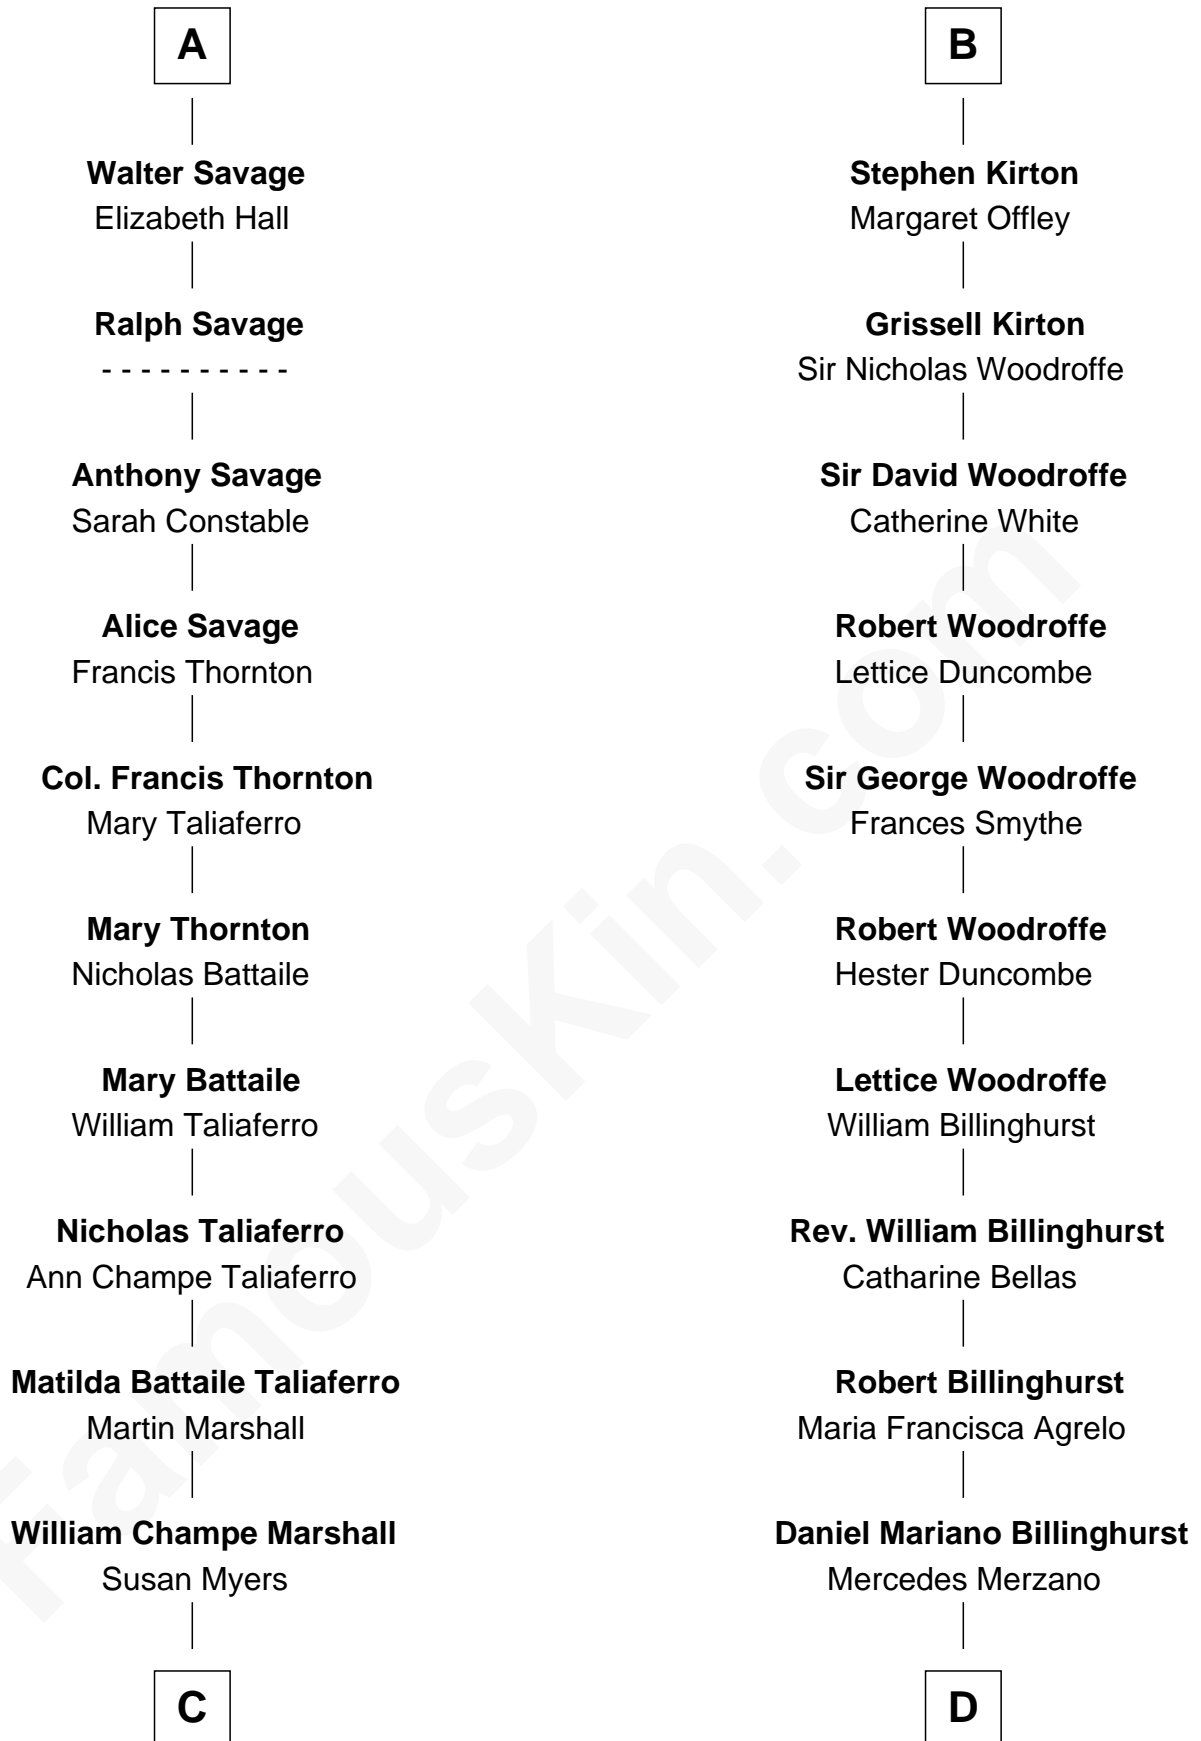 A
Walter Savage
Elizabeth Hall
Ralph Savage
- - - - - - - - - -
Anthony Savage
Sarah Constable
Alice Savage
Francis Thornton
Col. Francis Thornton
Mary Taliaferro
Mary Thornton
Nicholas Battaile
Mary Battaile
William Taliaferro
Nicholas Taliaferro
Ann Champe Taliaferro
Matilda Battaile Taliaferro
Martin Marshall
William Champe Marshall
Susan Myers
C
B
Stephen Kirton
Margaret Offley
Grissell Kirton
Sir Nicholas Woodroffe
Sir David Woodroffe
Catherine White
Robert Woodroffe
Lettice Duncombe
Sir George Woodroffe
Frances Smythe
Robert Woodroffe
Hester Duncombe
Lettice Woodroffe
William Billinghurst
Rev. William Billinghurst
Catharine Bellas
Robert Billinghurst
Maria Francisca Agrelo
Daniel Mariano Billinghurst
Mercedes Merzano
D
FamousKin.com